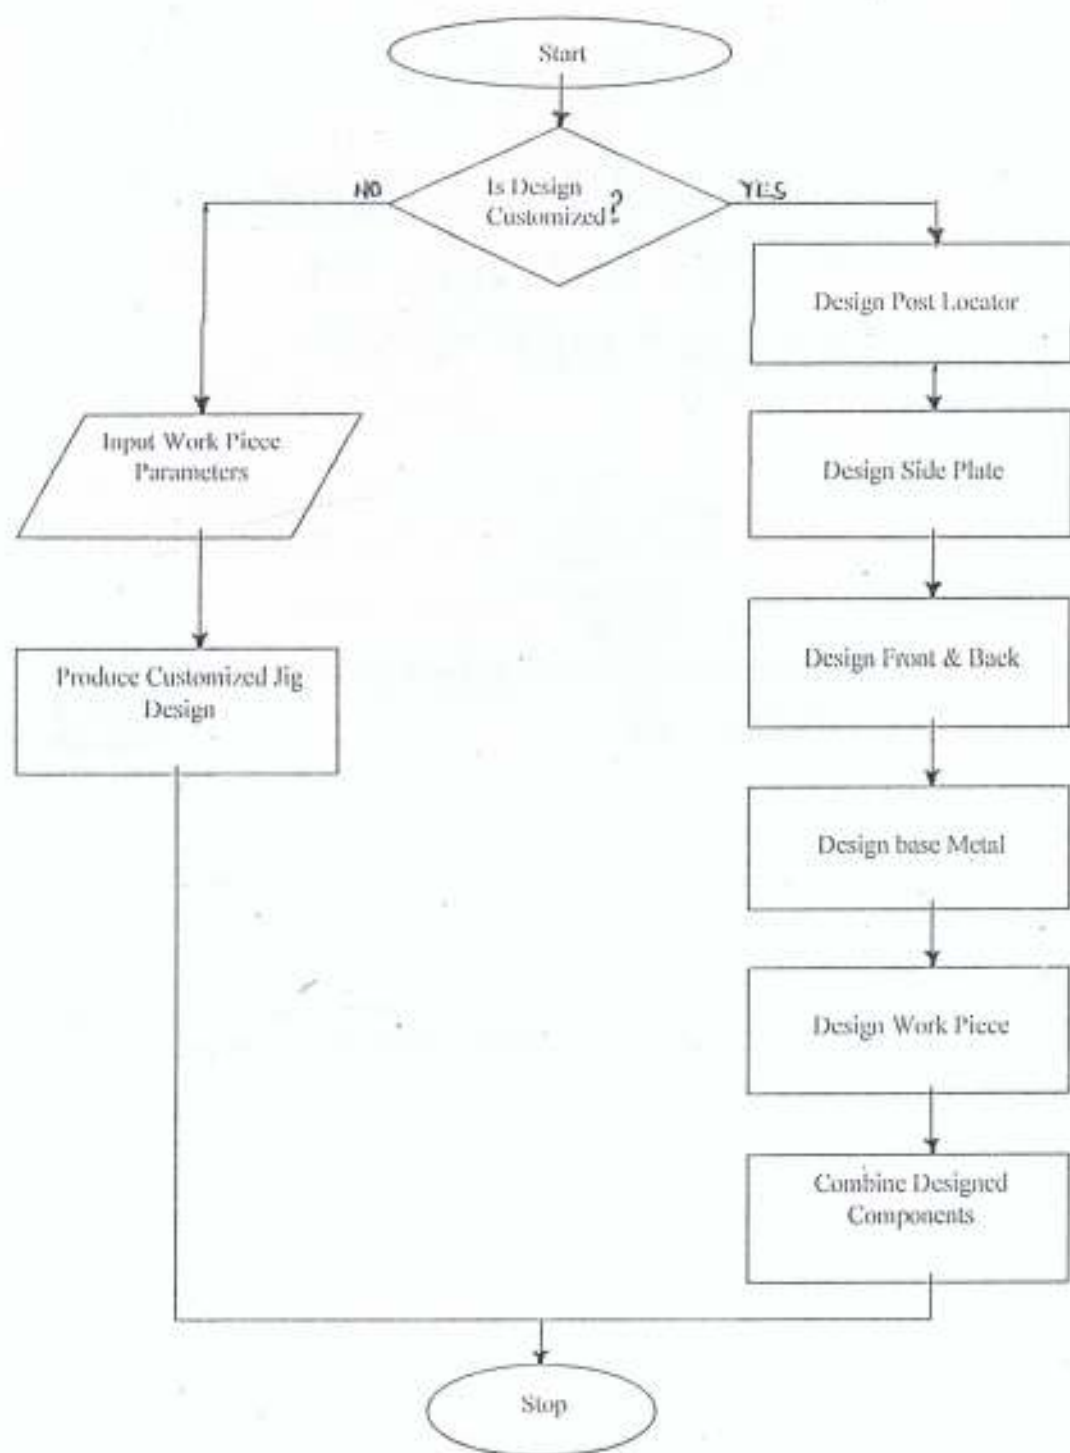 Start
Is Design
Customized?
NO
YES
Design Post Locator
Input Work Piece
Parameters
Design Side Plate
Produce Customized Jig
Design
Design Front & Back
Design base Metal
Design Work Piece
Combine Designed
Components
Stop